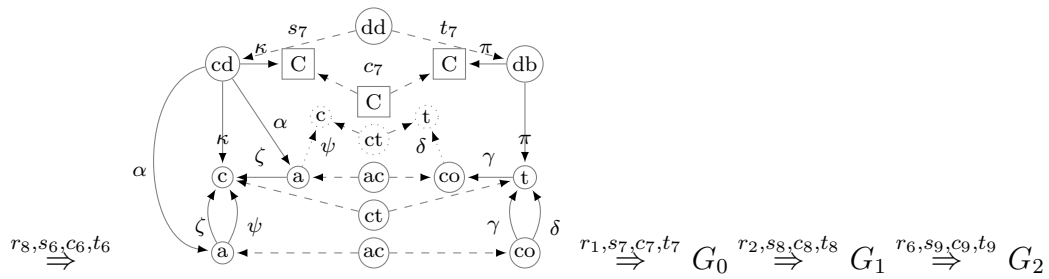 dd
s₇ t₇
cd κ C c₇ C π db
C
c ct t
κ α ψ δ π
α c ζ a ac co γ t
ct
ζ ψ γ δ
a ac co
r₈,s₆,c₆,t₆ ⇒ r₁,s₇,c₇,t₇ ⇒ G₀ r₂,s₈,c₈,t₈ ⇒ G₁ r₆,s₉,c₉,t₉ ⇒ G₂